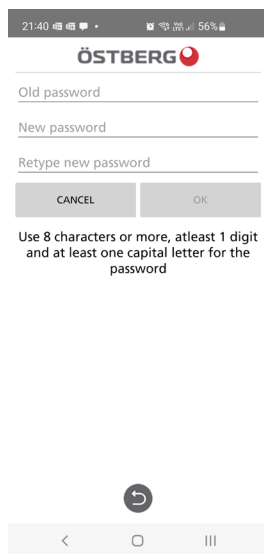 21:40 56%
ÖSTBERG
Old password
New password
Retype new password
CANCEL OK
Use 8 characters or more, atleast 1 digit
and at least one capital letter for the
password